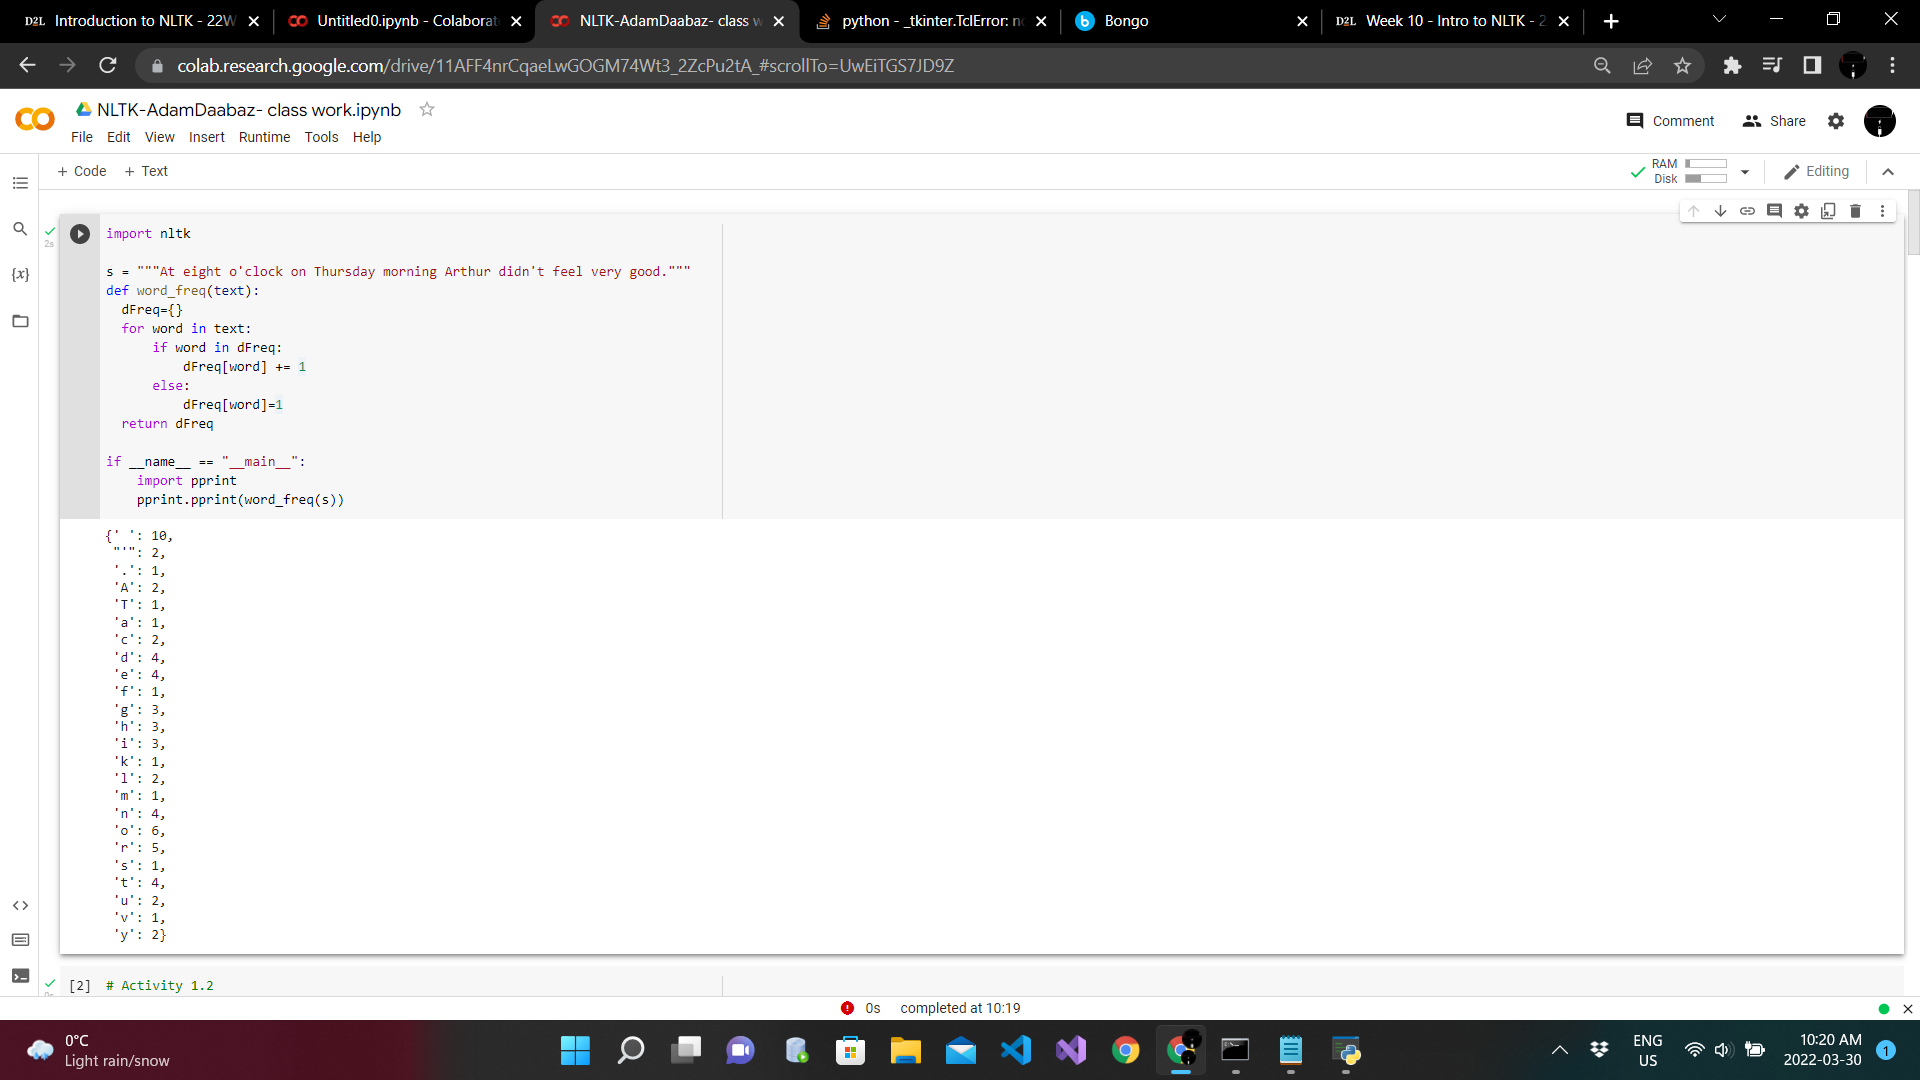 D2L Introduction to NLTK - 22W
Untitled0.ipynb - Colaborat
NLTK-AdamDaabaz- class w
python - _tkinter.TclError: no
b Bongo
D2L Week 10 - Intro to NLTK - 2
colab.research.google.com/drive/11AFF4nrCqaeLwGOGM74Wt3_2ZcPu2tA_#scrollTo=UwEiTGS7JD9Z
NLTK-AdamDaabaz- class work.ipynb
Comment
Share
File Edit View Insert Runtime Tools Help
+ Code + Text
RAM
Disk
Editing
{x}
2s
import nltk
s = """At eight o'clock on Thursday morning Arthur didn't feel very good."""
def word_freq(text):
dFreq={}
for word in text:
if word in dFreq:
dFreq[word] += 1
else:
dFreq[word]=1
return dFreq
if __name__ == "__main__":
import pprint
pprint.pprint(word_freq(s))
{' ': 10,
"'": 2,
'.': 1,
'A': 2,
'T': 1,
'a': 1,
'c': 2,
'd': 4,
'e': 4,
'f': 1,
'g': 3,
'h': 3,
'i': 3,
'k': 1,
'l': 2,
'm': 1,
'n': 4,
'o': 6,
'r': 5,
's': 1,
't': 4,
'u': 2,
'v': 1,
'y': 2}
[2] # Activity 1.2
0s completed at 10:19
0°C
Light rain/snow
ENG
US
10:20 AM
2022-03-30
1